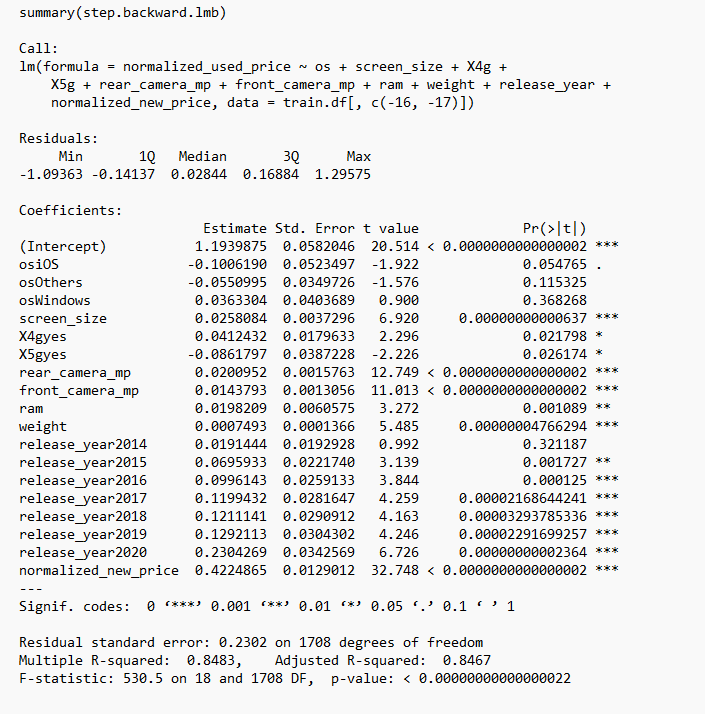 summary(step.backward.lmb)
Call:
lm(formula = normalized_used_price ~ os + screen_size + X4g +
X5g + rear_camera_mp + front_camera_mp + ram + weight + release_year +
normalized_new_price, data = train.df[, c(-16, -17)])
Residuals:
Min 1Q Median 3Q Max
-1.09363 -0.14137 0.02844 0.16884 1.29575
Coefficients:
Estimate Std. Error t value Pr(>|t|)
(Intercept) 1.1939875 0.0582046 20.514 < 0.0000000000000002 ***
osiOS -0.1006190 0.0523497 -1.922 0.054765 .
osOthers -0.0550995 0.0349726 -1.576 0.115325
osWindows 0.0363304 0.0403689 0.900 0.368268
screen_size 0.0258084 0.0037296 6.920 0.00000000000637 ***
X4gyes 0.0412432 0.0179633 2.296 0.021798 *
X5gyes -0.0861797 0.0387228 -2.226 0.026174 *
rear_camera_mp 0.0200952 0.0015763 12.749 < 0.0000000000000002 ***
front_camera_mp 0.0143793 0.0013056 11.013 < 0.0000000000000002 ***
ram 0.0198209 0.0060575 3.272 0.001089 **
weight 0.0007493 0.0001366 5.485 0.00000004766294 ***
release_year2014 0.0191444 0.0192928 0.992 0.321187
release_year2015 0.0695933 0.0221740 3.139 0.001727 **
release_year2016 0.0996143 0.0259133 3.844 0.000125 ***
release_year2017 0.1199432 0.0281647 4.259 0.00002168644241 ***
release_year2018 0.1211141 0.0290912 4.163 0.00003293785336 ***
release_year2019 0.1292113 0.0304302 4.246 0.00002291699257 ***
release_year2020 0.2304269 0.0342569 6.726 0.00000000002364 ***
normalized_new_price 0.4224865 0.0129012 32.748 < 0.0000000000000002 ***
---
Signif. codes: 0 ‘***’ 0.001 ‘**’ 0.01 ‘*’ 0.05 ‘.’ 0.1 ‘ ’ 1
Residual standard error: 0.2302 on 1708 degrees of freedom
Multiple R-squared: 0.8483, Adjusted R-squared: 0.8467
F-statistic: 530.5 on 18 and 1708 DF, p-value: < 0.00000000000000022